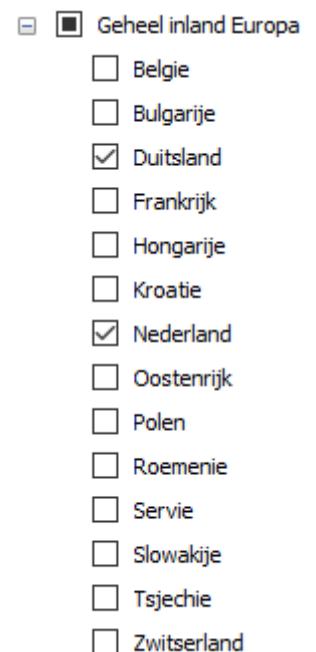 Geheel inland Europa
Belgie
Bulgarije
Duitsland
Frankrijk
Hongarije
Kroatie
Nederland
Oostenrijk
Polen
Roemenie
Servie
Slowakije
Tsjechie
Zwitserland